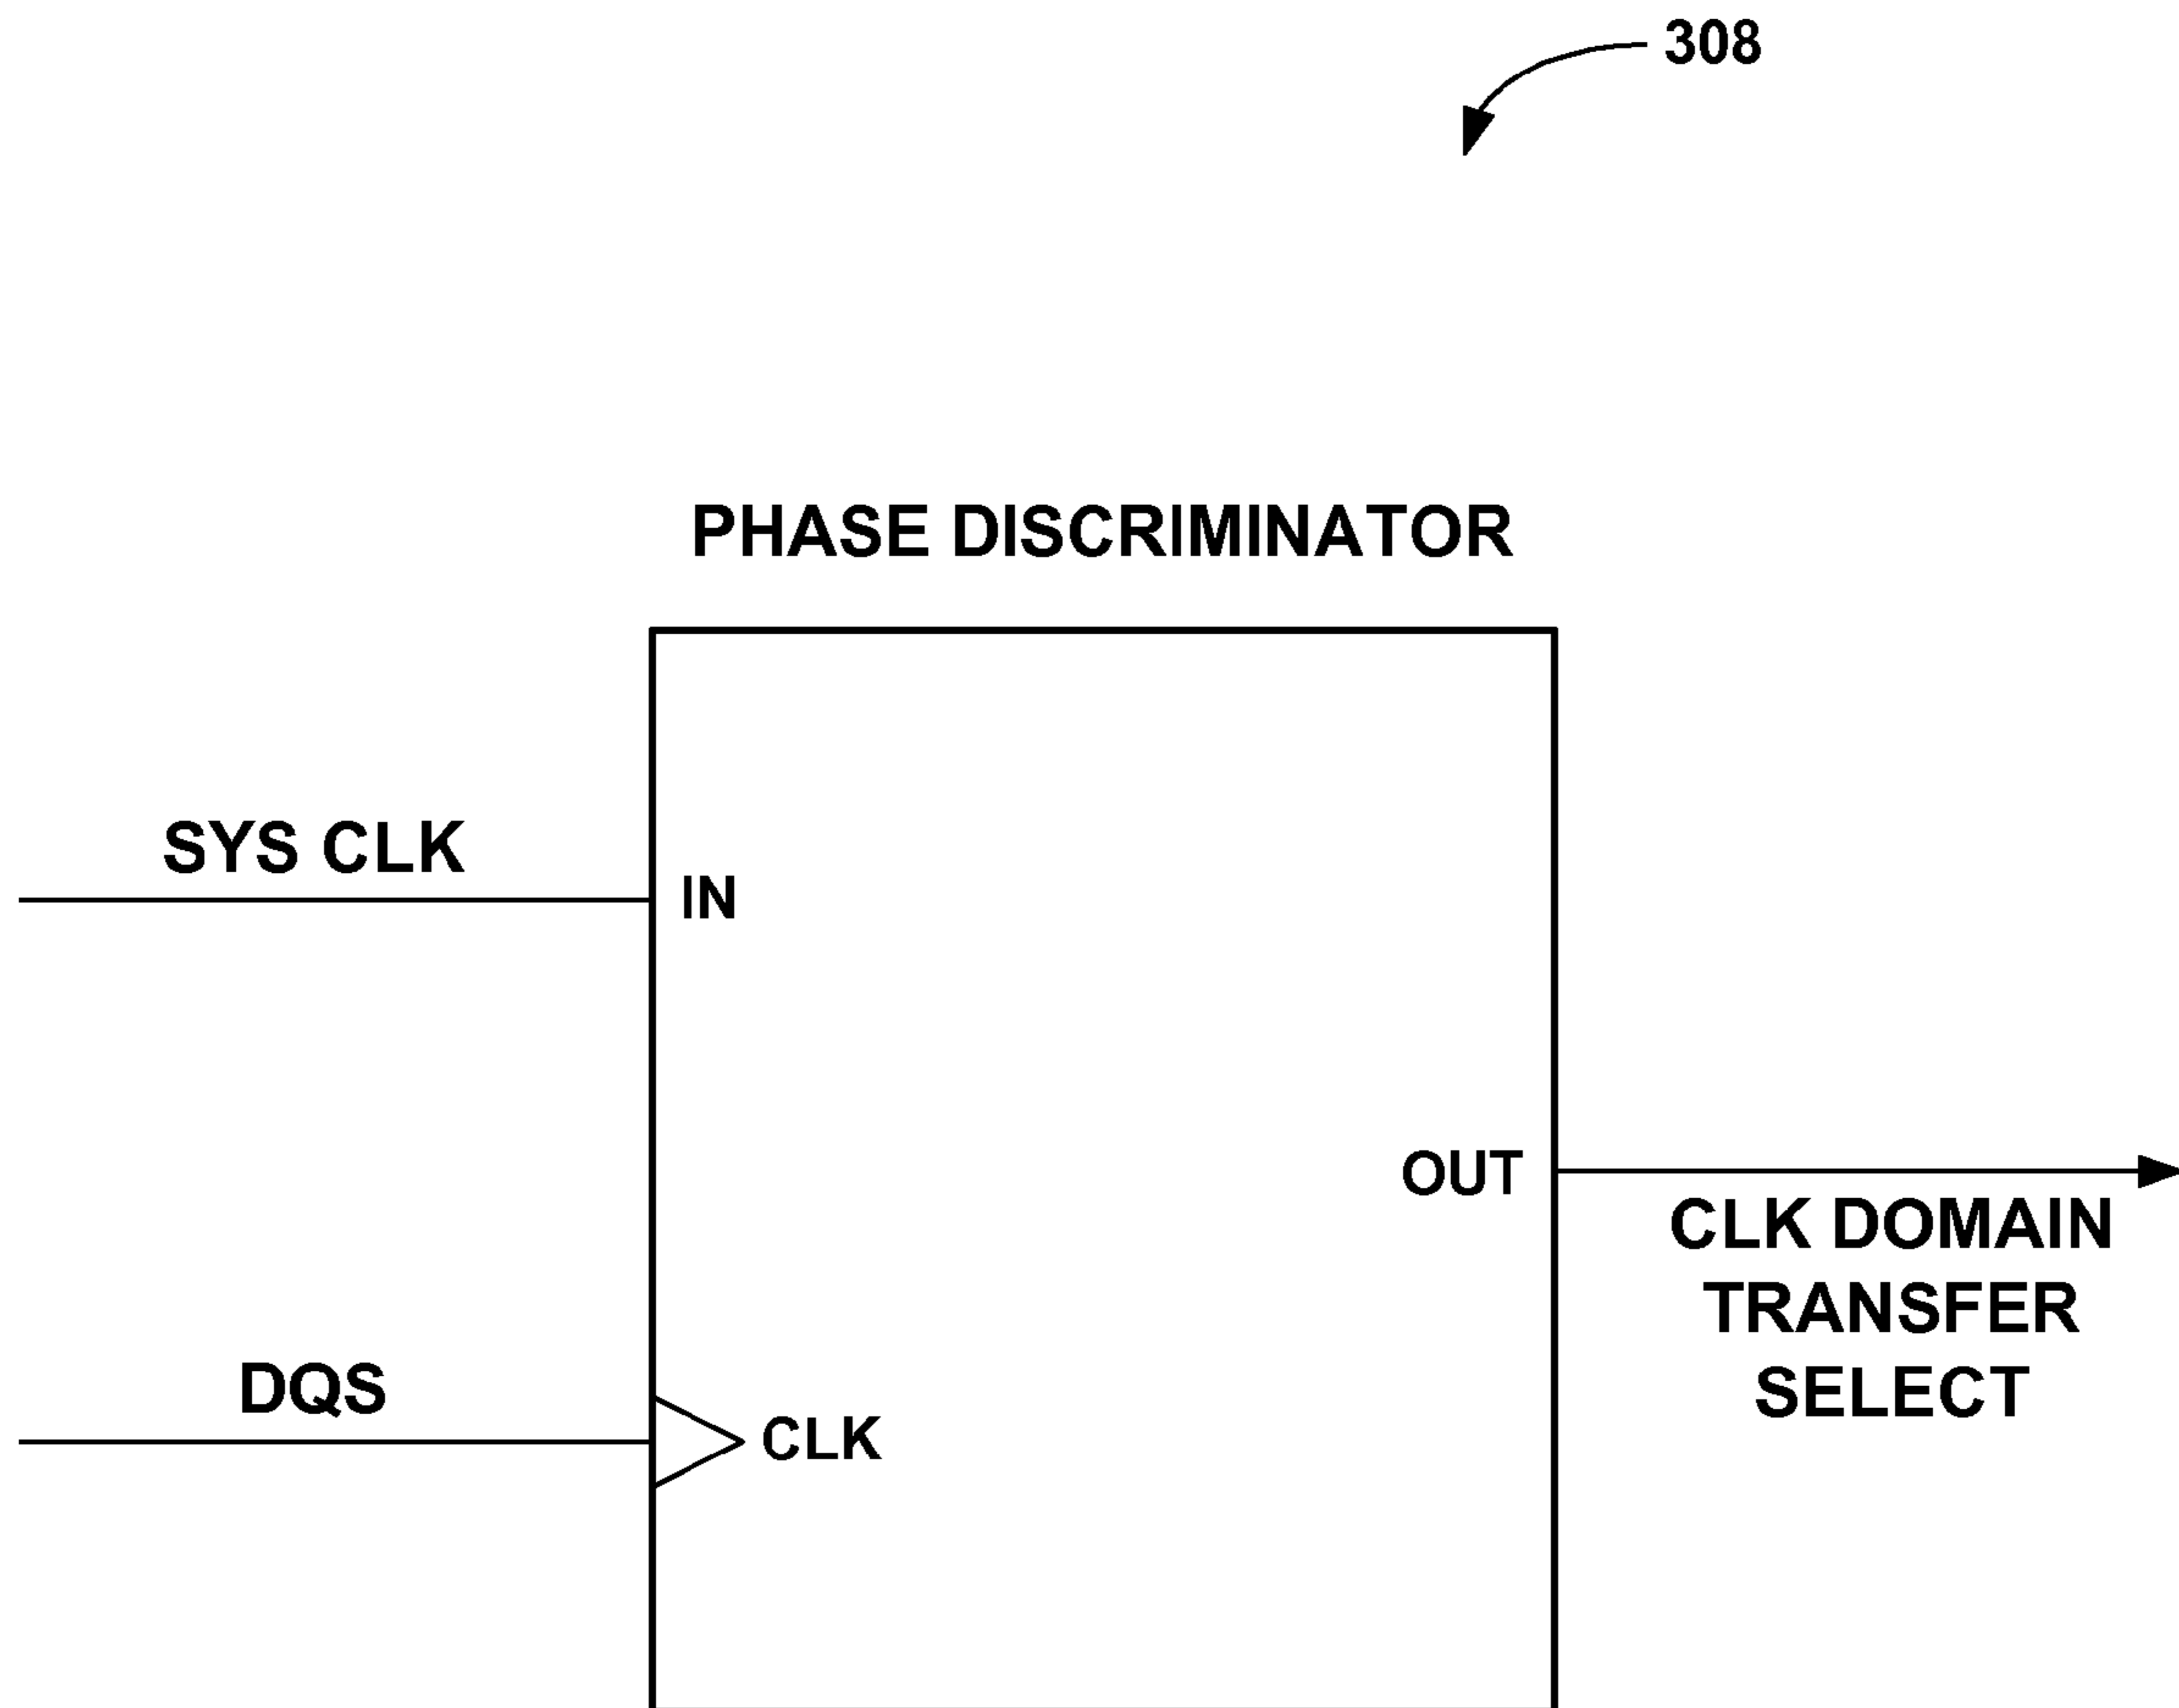 308
PHASE DISCRIMINATOR
SYS CLK
IN
OUT
CLK DOMAIN
TRANSFER
SELECT
DQS
CLK